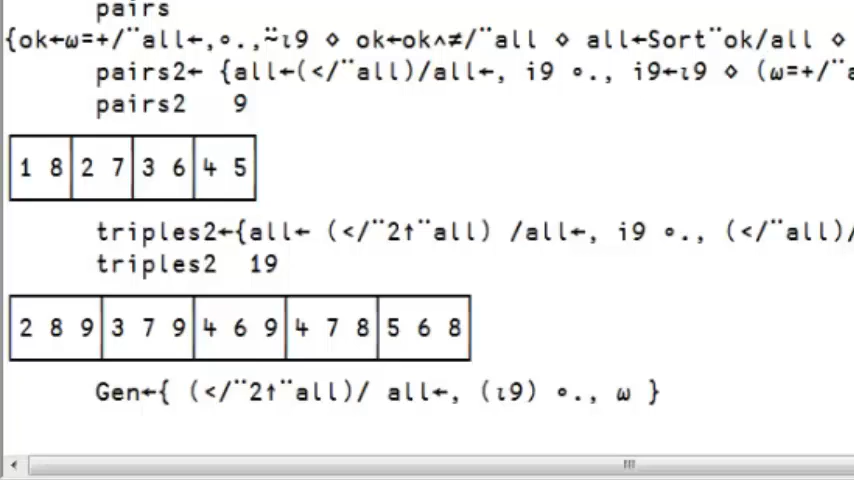 pairs
{ok←⍵=+/¨all←,∘.,⍨⍳9 ⋄ ok←ok∧≠/¨all ⋄ all←Sort¨ok/all ⋄
pairs2← {all←(</¨all)/all←, i9 ∘., i9←⍳9 ⋄ (⍵=+/¨a
pairs2 9
1 8 2 7 3 6 4 5
triples2←{all← (</¨2↑¨all) /all←, i9 ∘., (</¨all)/
triples2 19
2 8 9 3 7 9 4 6 9 4 7 8 5 6 8
Gen←{ (</¨2↑¨all)/ all←, (⍳9) ∘., ⍵ }